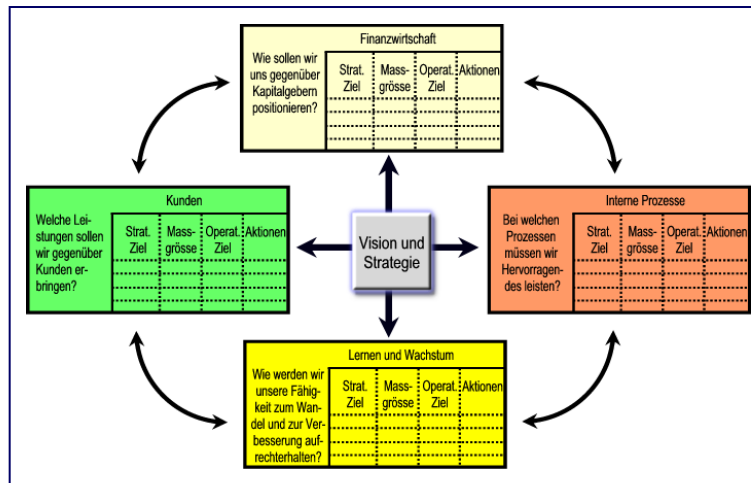 Finanzwirtschaft
Wie sollen wir
uns gegenüber
Kapitalgebern
positionieren?
Strat. Mass- Operat. Aktionen
Ziel grösse Ziel
Kunden
Welche Lei-
stungen sollen
wir gegenüber
Kunden er-
bringen?
Strat. Mass- Operat. Aktionen
Ziel grösse Ziel
Vision und
Strategie
Interne Prozesse
Bei welchen
Prozessen
müssen wir
Hervorragen-
des leisten?
Strat. Mass- Operat. Aktionen
Ziel grösse Ziel
Lernen und Wachstum
Wie werden wir
unsere Fähig-
keit zum Wan-
del und zur Ver-
besserung auf-
rechterhalten?
Strat. Mass- Operat. Aktionen
Ziel grösse Ziel